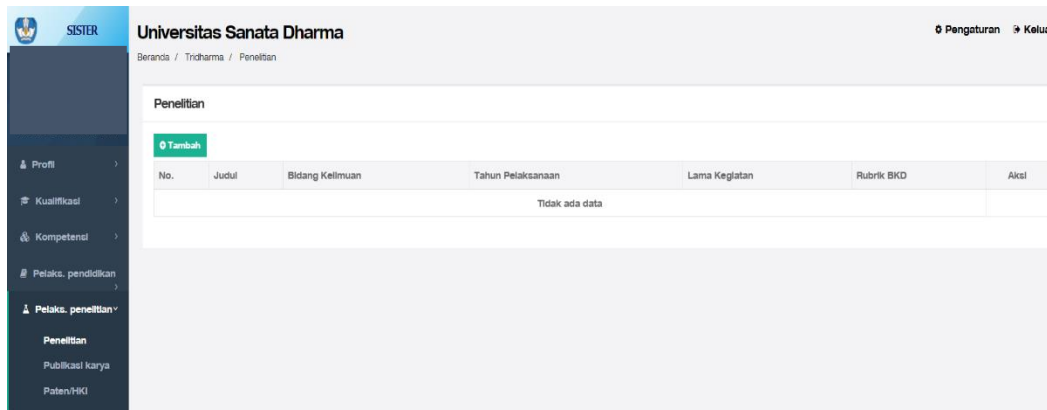 SISTER
Universitas Sanata Dharma
Pengaturan Kelua
Beranda / Tridharma / Penelitian
Penelitian
Tambah
No. Judul Bidang Keilmuan Tahun Pelaksanaan Lama Kegiatan Rubrik BKD Aksi
Tidak ada data
Profil
Kualifikasi
Kompetensi
Pelaks. pendidikan
Pelaks. penelitian
Penelitian
Publikasi karya
Paten/HKI